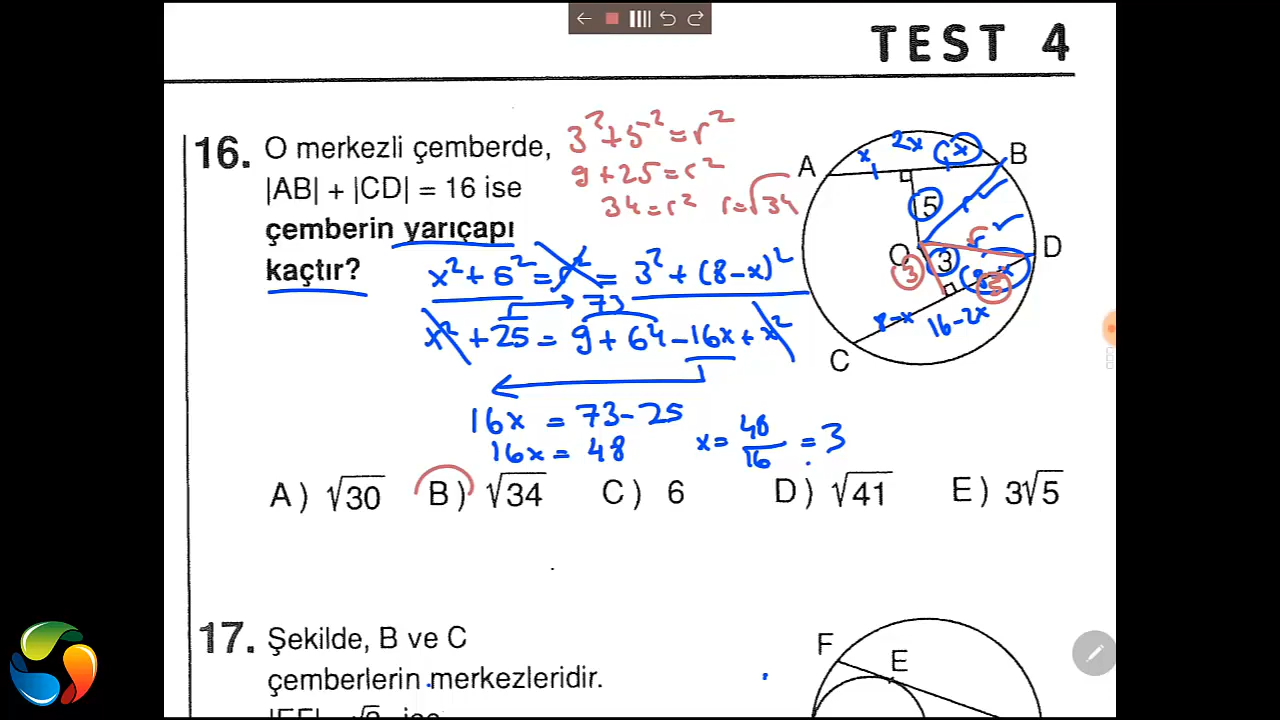 TEST 4
16. O merkezli çemberde,
|AB| + |CD| = 16 ise
çemberin yarıçapı
kaçtır?
3² + 5² = r²
9 + 25 = r²
34 = r² r = √34
x² + 5² = r² = 3² + (8 - x)²
73
x² + 25 = 9 + 64 - 16x + x²
16x = 73 - 25
16x = 48 x = 48/16 = 3
A
B
C
D
O
x 2x x
5
r
r
3
3
5
8-x
16-2x
A) √30 B) √34 C) 6 D) √41 E) 3√5
17. Şekilde, B ve C
çemberlerin merkezleridir.
F
E